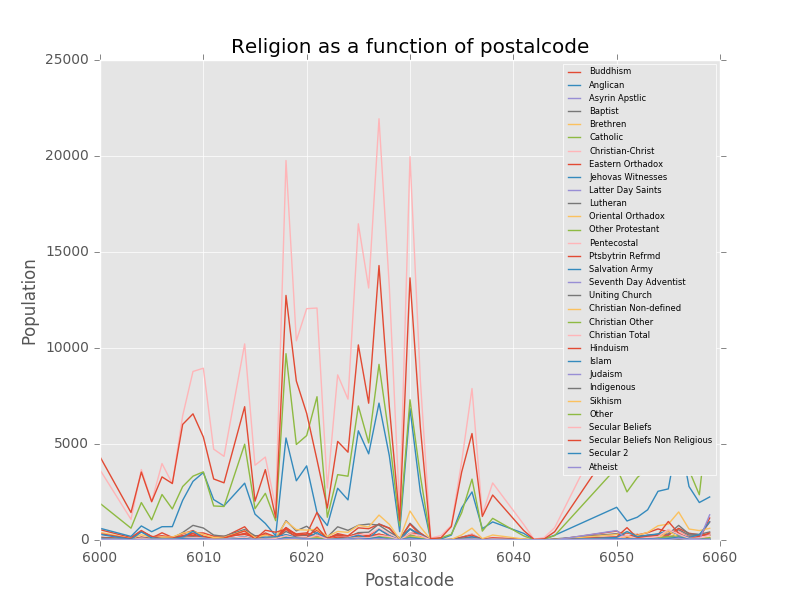 Religion as a function of postalcode
25000
20000
15000
10000
5000
0
Population
6000 6010 6020 6030 6040 6050 6060
Postalcode
Buddhism
Anglican
Asyrin Apstlic
Baptist
Brethren
Catholic
Christian-Christ
Eastern Orthadox
Jehovas Witnesses
Latter Day Saints
Lutheran
Oriental Orthadox
Other Protestant
Pentecostal
Ptsbytrin Refrmd
Salvation Army
Seventh Day Adventist
Uniting Church
Christian Non-defined
Christian Other
Christian Total
Hinduism
Islam
Judaism
Indigenous
Sikhism
Other
Secular Beliefs
Secular Beliefs Non Religious
Secular 2
Atheist